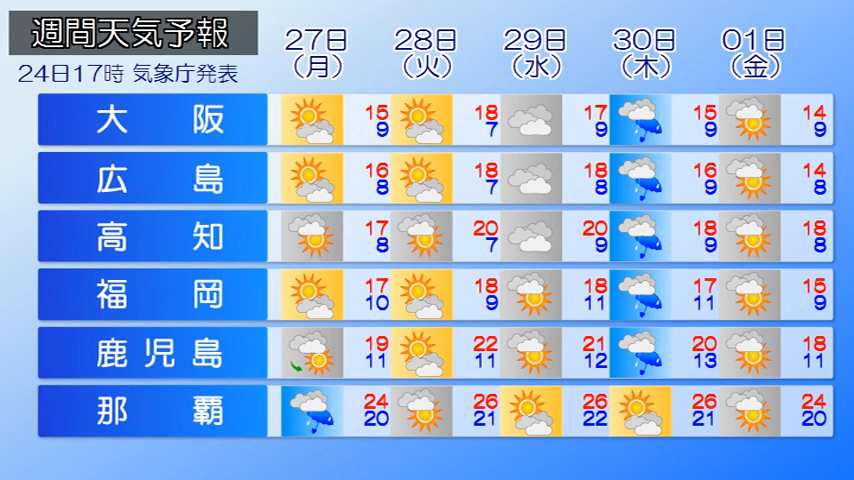 週間天気予報
24日17時 気象庁発表
27日 28日 29日 30日 01日
(月) (火) (水) (木) (金)
大阪 15 9 18 7 17 9 15 9 14 9
広島 16 8 18 7 18 8 16 9 14 8
高知 17 8 20 7 20 9 18 9 18 8
福岡 17 10 18 9 18 11 17 11 15 9
鹿児島 19 11 22 11 21 12 20 13 18 11
那覇 24 20 26 21 26 22 26 21 24 20